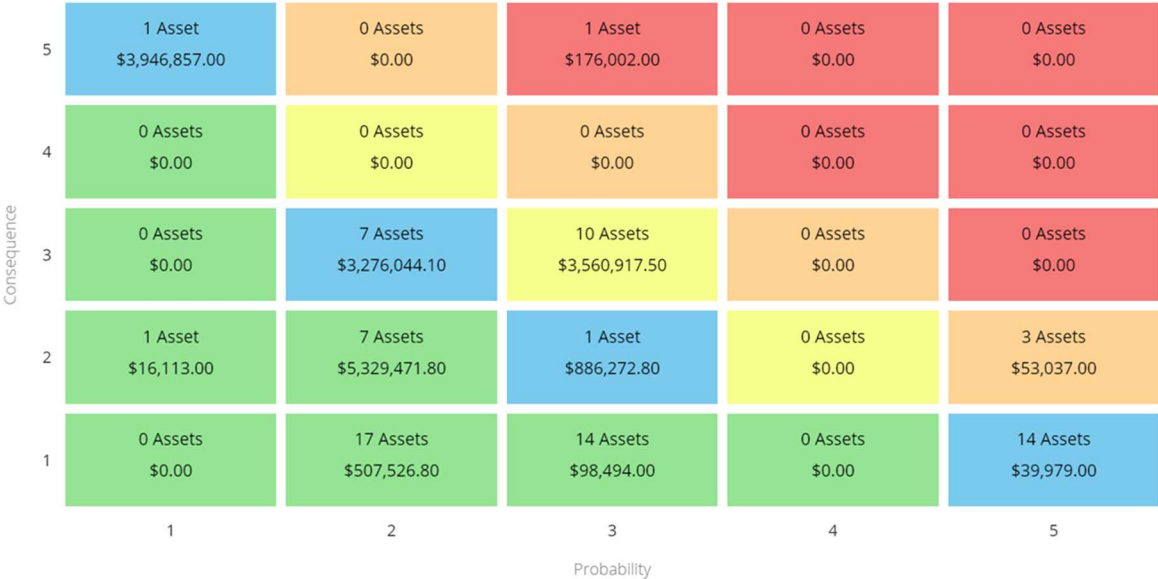 5
1 Asset
$3,946,857.00
0 Assets
$0.00
1 Asset
$176,002.00
0 Assets
$0.00
0 Assets
$0.00
4
0 Assets
$0.00
0 Assets
$0.00
0 Assets
$0.00
0 Assets
$0.00
0 Assets
$0.00
Consequence
3
0 Assets
$0.00
7 Assets
$3,276,044.10
10 Assets
$3,560,917.50
0 Assets
$0.00
0 Assets
$0.00
2
1 Asset
$16,113.00
7 Assets
$5,329,471.80
1 Asset
$886,272.80
0 Assets
$0.00
3 Assets
$53,037.00
1
0 Assets
$0.00
17 Assets
$507,526.80
14 Assets
$98,494.00
0 Assets
$0.00
14 Assets
$39,979.00
1
2
3
4
5
Probability